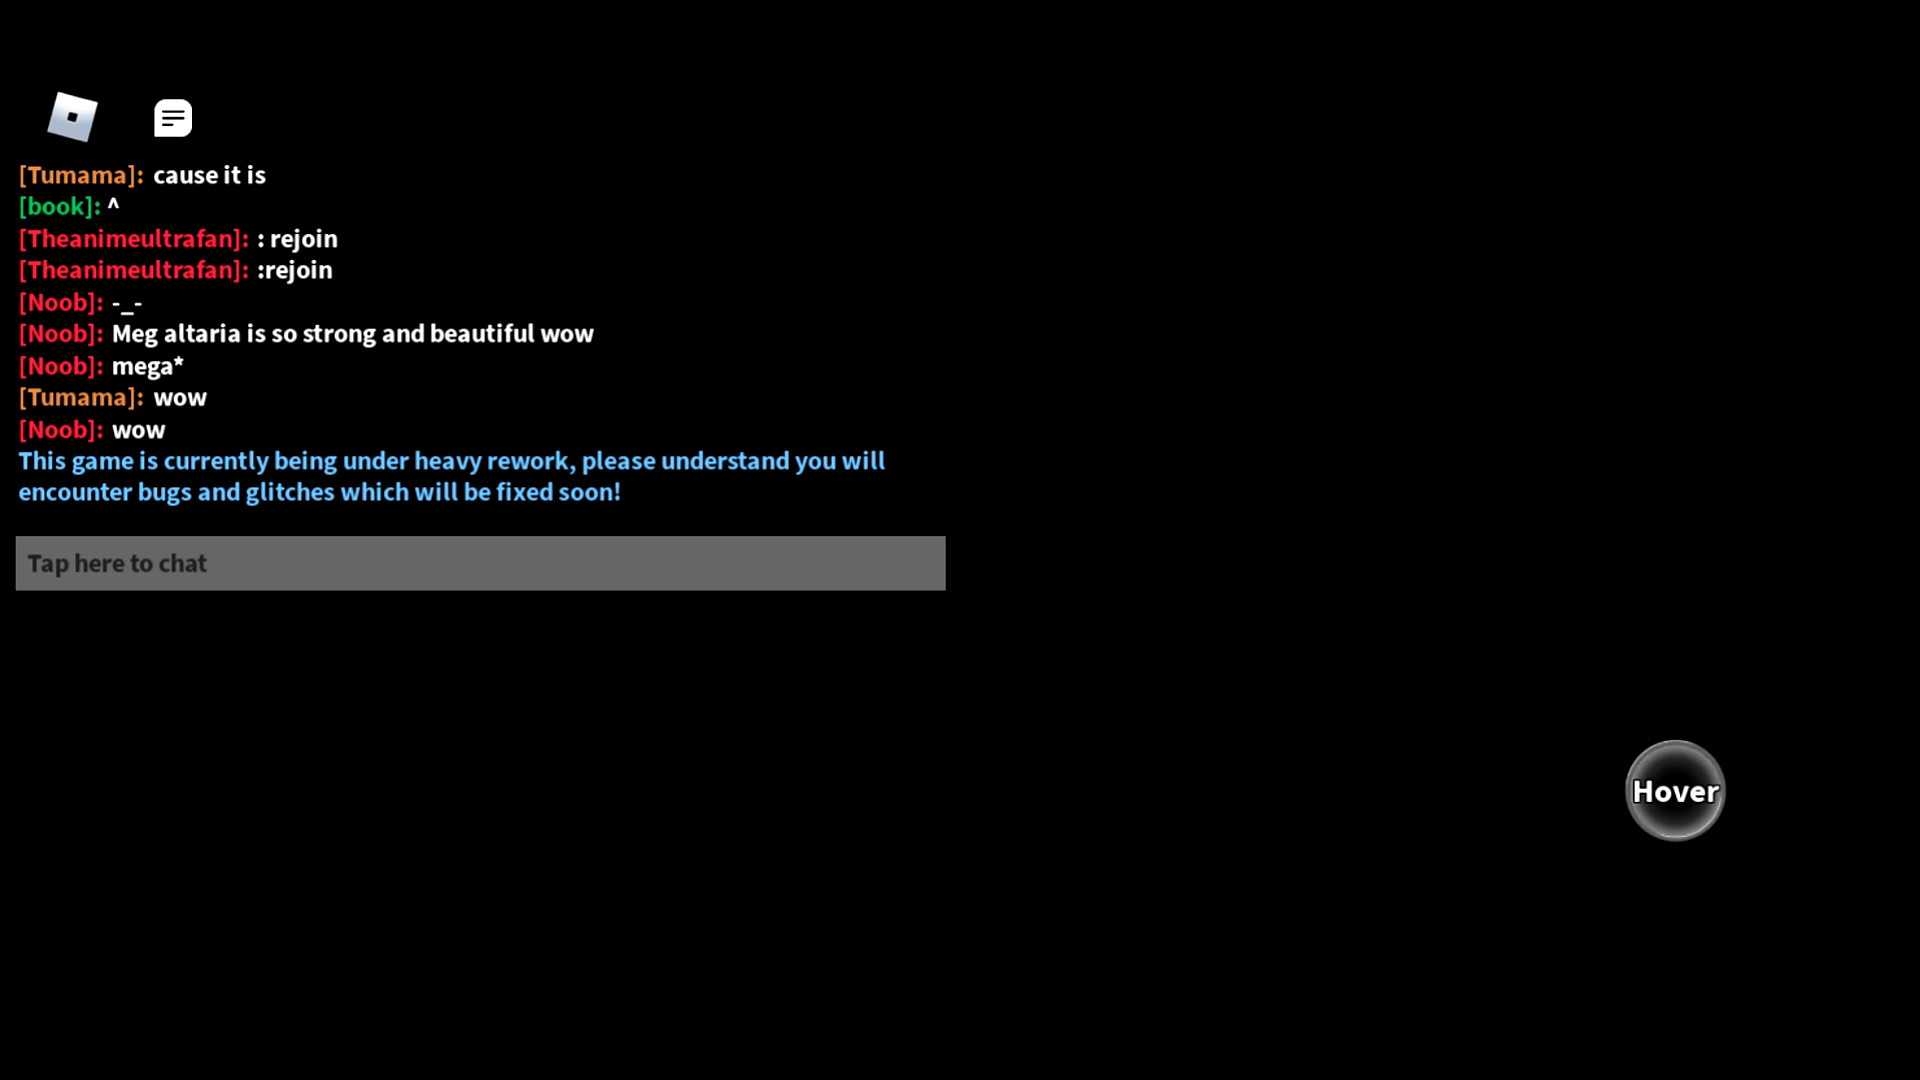 [Tumama]: cause it is
[book]: ^
[Theanimeultrafan]: : rejoin
[Theanimeultrafan]: :rejoin
[Noob]: -_-
[Noob]: Meg altaria is so strong and beautiful wow
[Noob]: mega*
[Tumama]: wow
[Noob]: wow
This game is currently being under heavy rework, please understand you will
encounter bugs and glitches which will be fixed soon!
Tap here to chat
Hover